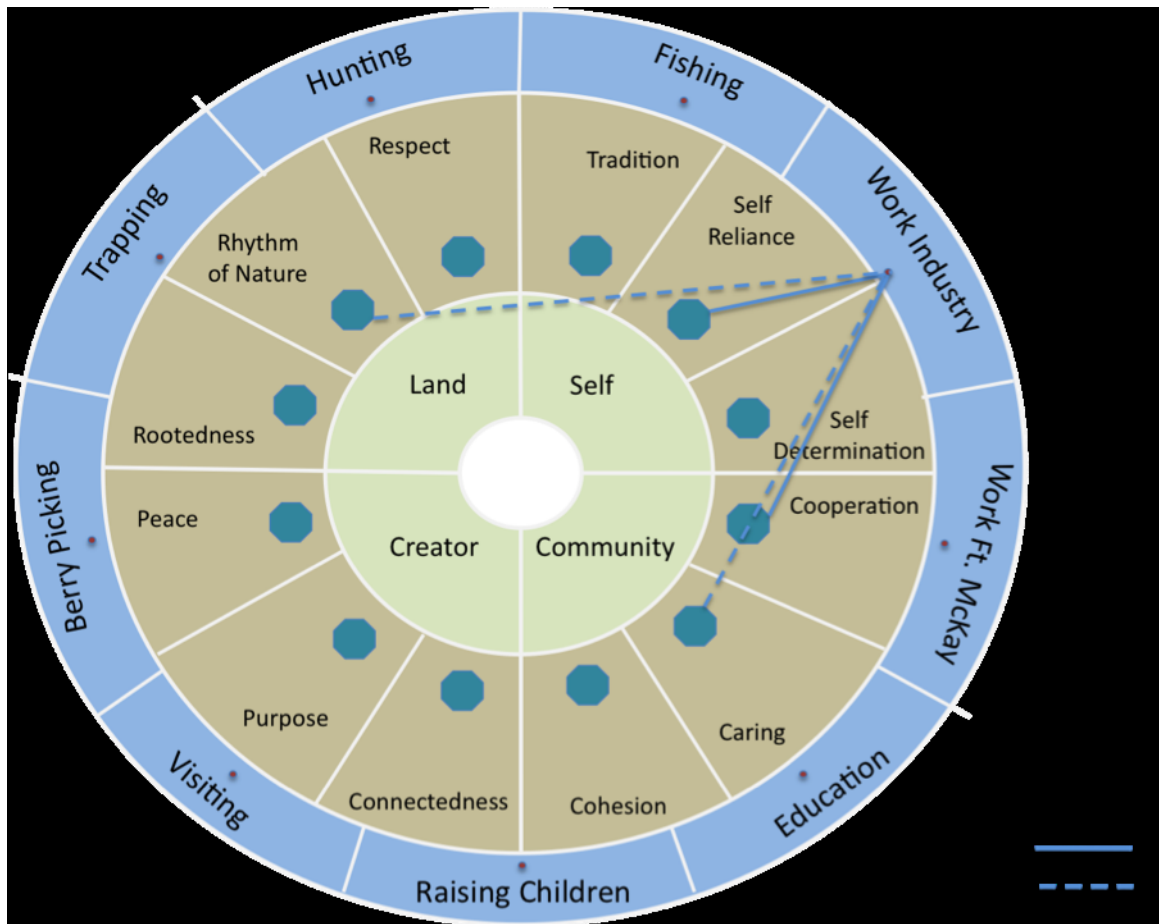 Hunting
Fishing
Work Industry
Work Ft. McKay
Education
Raising Children
Visiting
Berry Picking
Trapping
Respect
Tradition
Self
Reliance
Self
Determination
Cooperation
Caring
Cohesion
Connectedness
Purpose
Peace
Rootedness
Rhythm
of Nature
Land
Self
Creator
Community